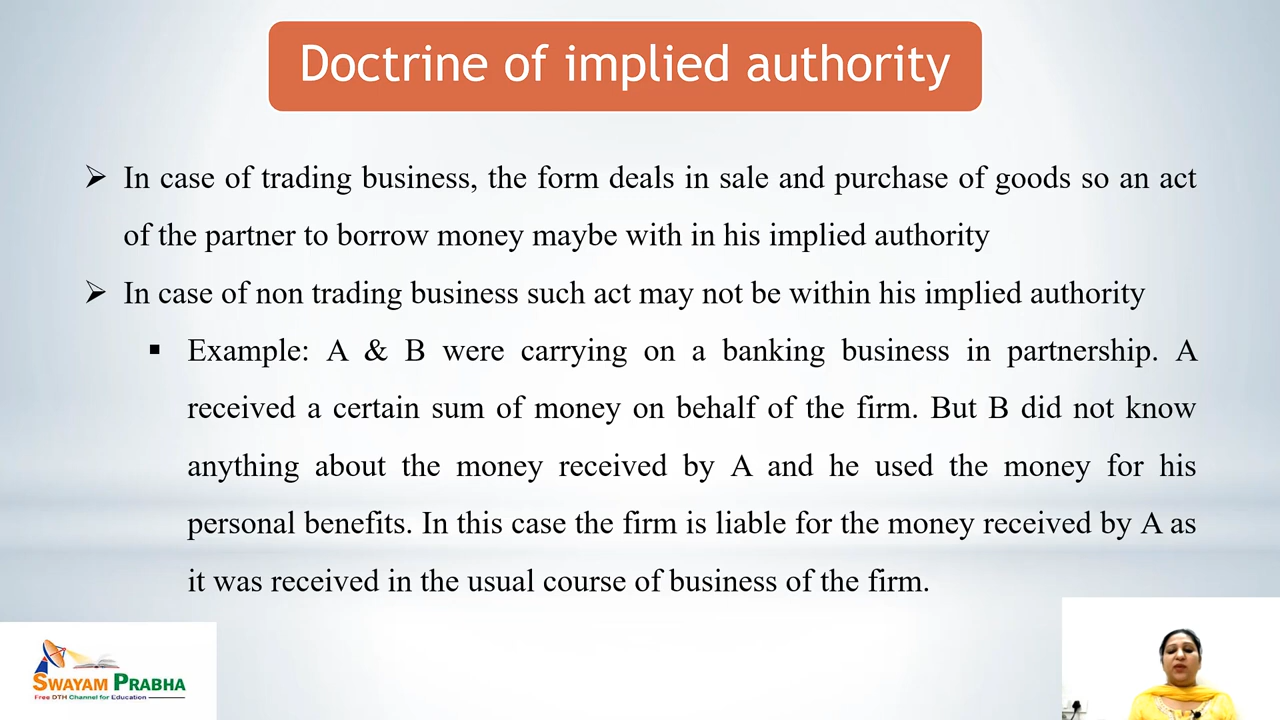 Doctrine of implied authority
➢ In case of trading business, the form deals in sale and purchase of goods so an act
of the partner to borrow money maybe with in his implied authority
➢ In case of non trading business such act may not be within his implied authority
▪ Example: A & B were carrying on a banking business in partnership. A
received a certain sum of money on behalf of the firm. But B did not know
anything about the money received by A and he used the money for his
personal benefits. In this case the firm is liable for the money received by A as
it was received in the usual course of business of the firm.
SWAYAM PRABHA
Free DTH Channel for Education